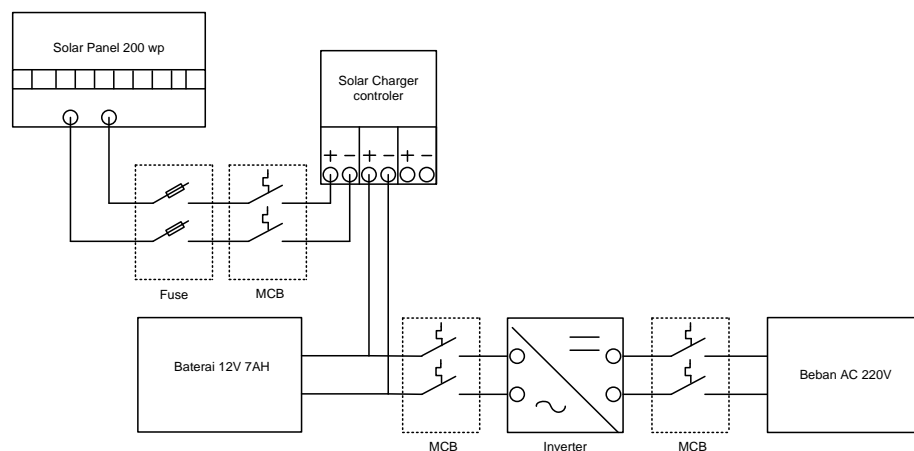 Solar Panel 200 wp
Solar Charger
controler
+ − + − + −
Fuse
MCB
Baterai 12V 7AH
Beban AC 220V
MCB
Inverter
MCB